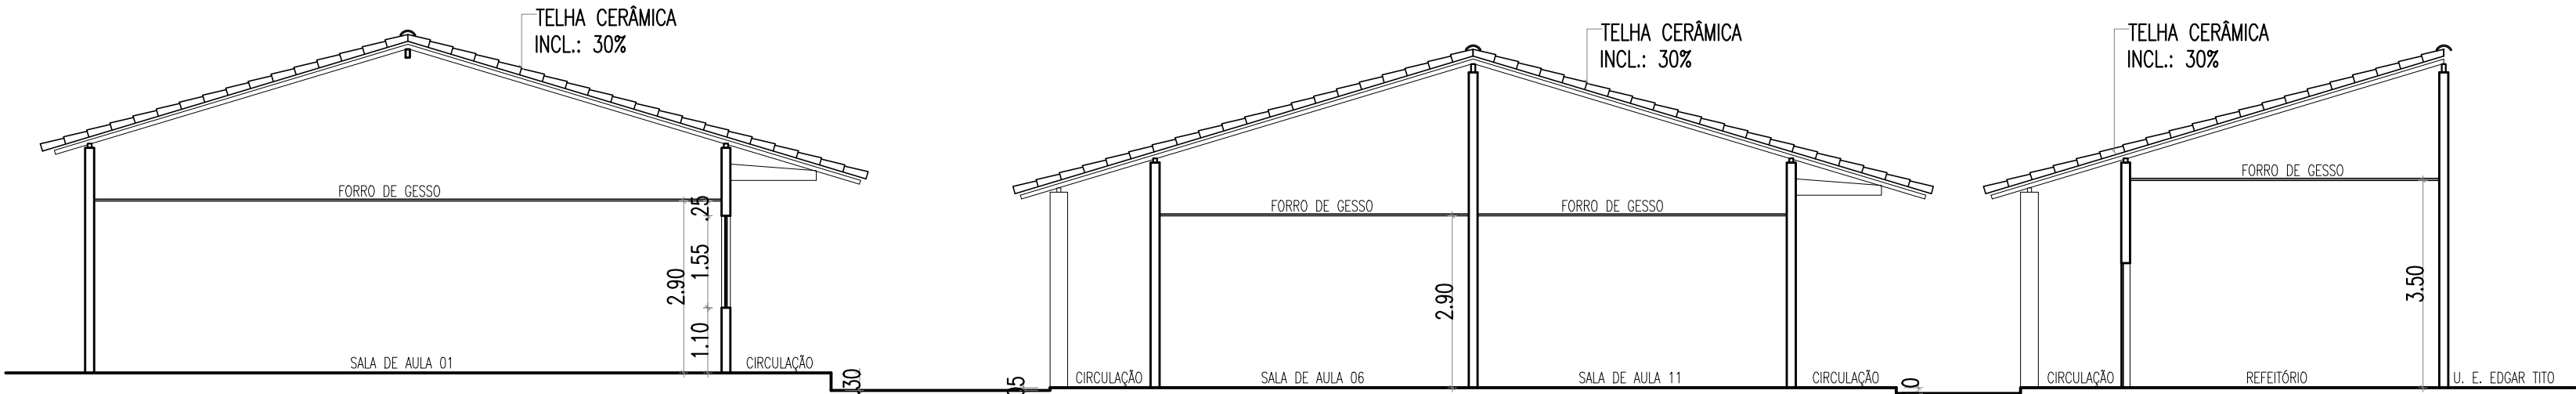 TELHA CERÂMICA
INCL.: 30%
TELHA CERÂMICA
INCL.: 30%
TELHA CERÂMICA
INCL.: 30%
FORRO DE GESSO
FORRO DE GESSO
FORRO DE GESSO
FORRO DE GESSO
.25
1.55
2.90
1.10
2.90
3.50
SALA DE AULA 01
CIRCULAÇÃO
CIRCULAÇÃO
SALA DE AULA 06
SALA DE AULA 11
CIRCULAÇÃO
CIRCULAÇÃO
REFEITÓRIO
U. E. EDGAR TITO
.30